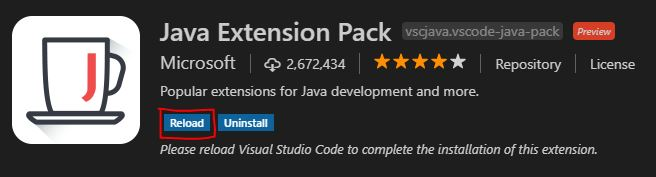 Java Extension Pack vscjava.vscode-java-pack Preview
Microsoft 2,672,434 Repository License
Popular extensions for Java development and more.
Reload Uninstall
Please reload Visual Studio Code to complete the installation of this extension.
J